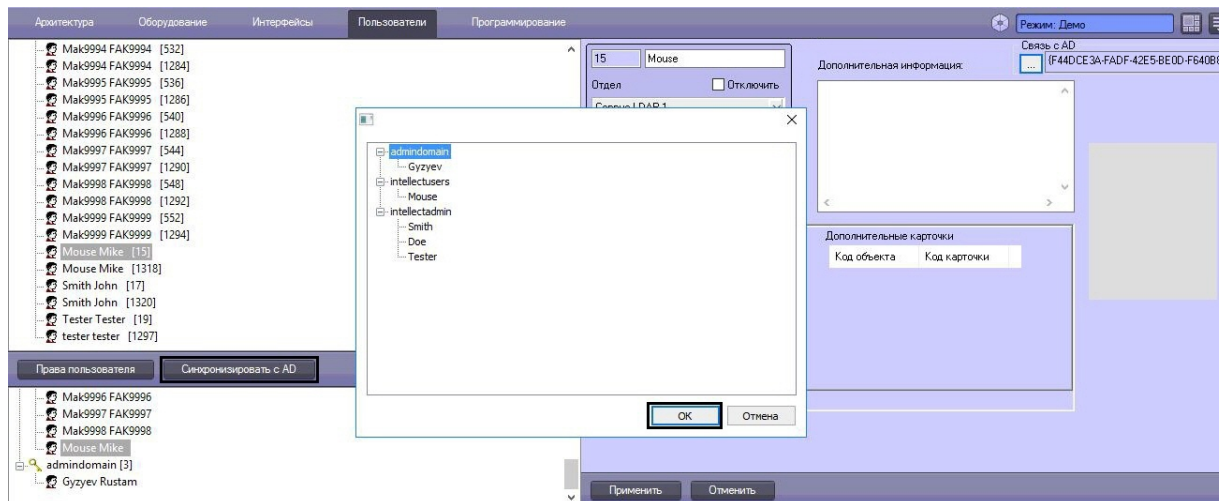 Архитектура Оборудование Интерфейсы Пользователи Программирование Режим: Демо
Mak9994 FAK9994 [532]
Mak9994 FAK9994 [1284]
Mak9995 FAK9995 [536]
Mak9995 FAK9995 [1286]
Mak9996 FAK9996 [540]
Mak9996 FAK9996 [1288]
Mak9997 FAK9997 [544]
Mak9997 FAK9997 [1290]
Mak9998 FAK9998 [548]
Mak9998 FAK9998 [1292]
Mak9999 FAK9999 [552]
Mak9999 FAK9999 [1294]
Mouse Mike [15]
Mouse Mike [1318]
Smith John [17]
Smith John [1320]
Tester Tester [19]
tester tester [1297]
Права пользователя Синхронизировать с AD
Mak9996 FAK9996
Mak9997 FAK9997
Mak9998 FAK9998
Mouse Mike
admindomain [3]
Gyzyev Rustam
admindomain
Gyzyev
intellectusers
Mouse
intellectadmin
Smith
Doe
Tester
OK Отмена
15 Mouse
Отдел Отключить
LDAP 1
Дополнительная информация:
Связь с AD
... {F44DCE3A-FADF-42E5-BE0D-F640B8
Дополнительные карточки
Код объекта Код карточки
Применить Отменить